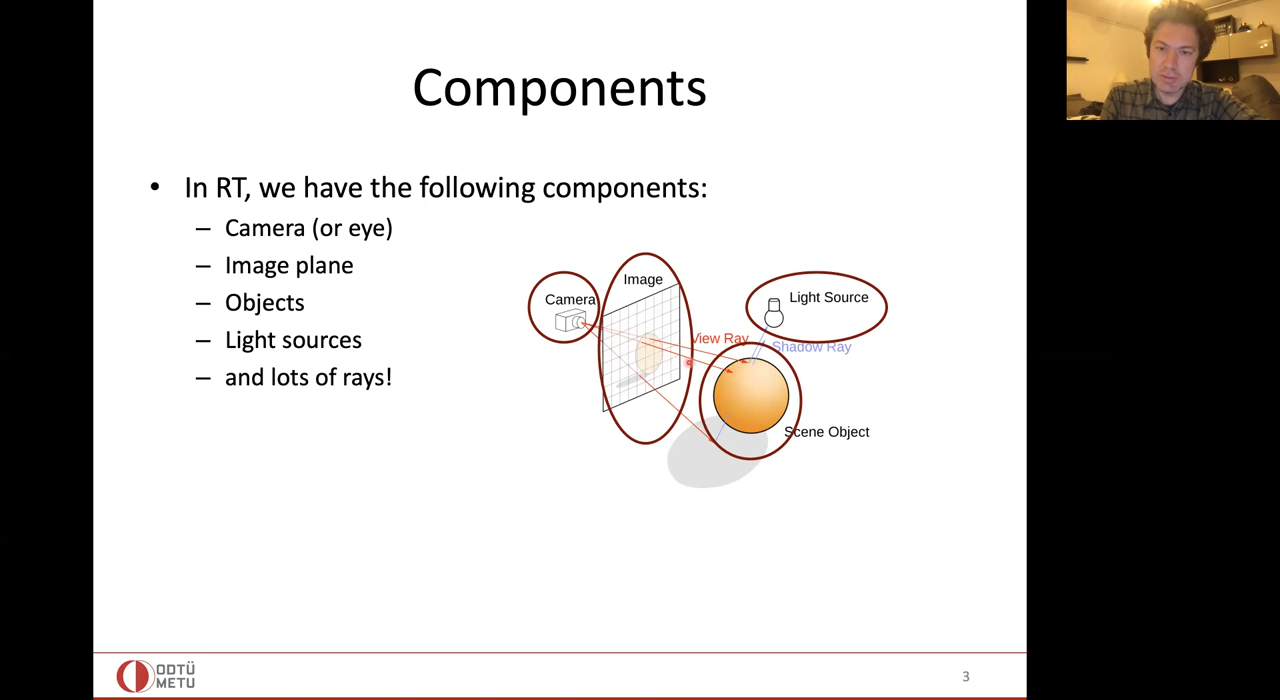 Components
• In RT, we have the following components:
– Camera (or eye)
– Image plane
– Objects
– Light sources
– and lots of rays!
Image
Camera
Light Source
View Ray
Shadow Ray
Scene Object
ODTÜ
METU
3